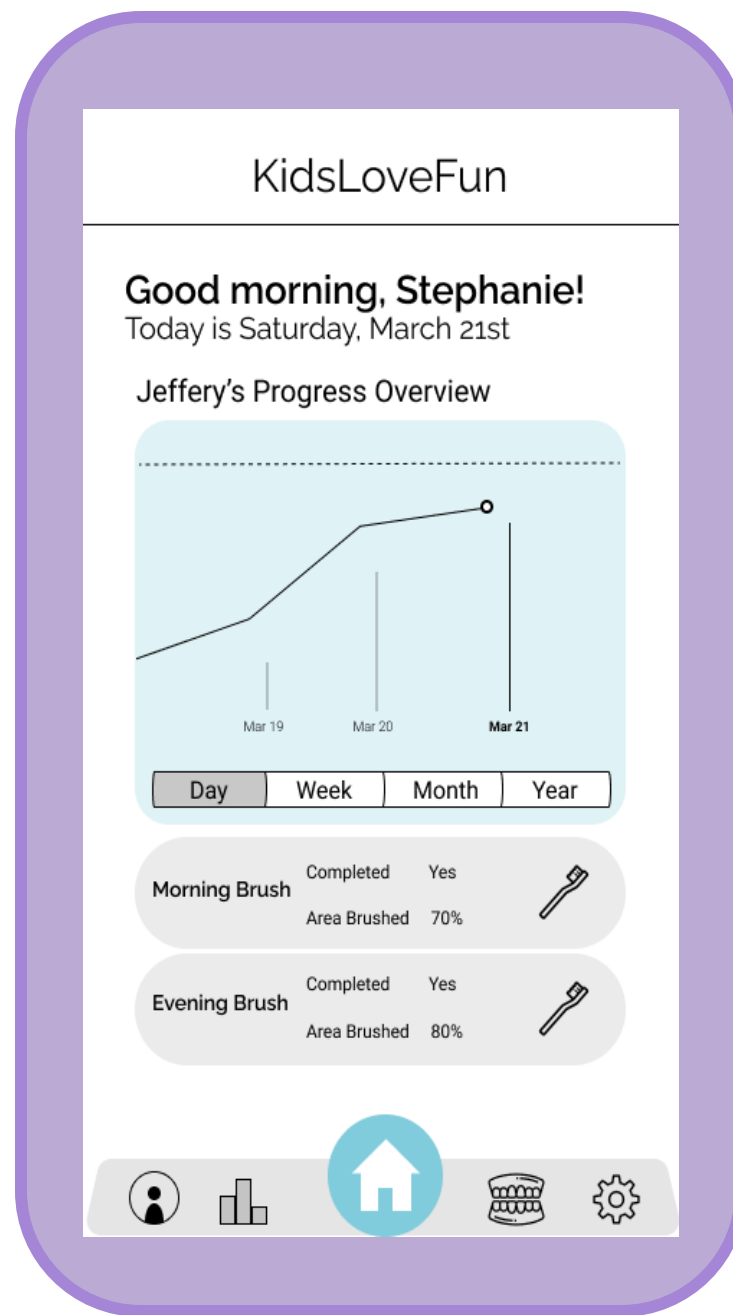 KidsLoveFun
Good morning, Stephanie!
Today is Saturday, March 21st
Jeffery's Progress Overview
Mar 19 Mar 20 Mar 21
Day Week Month Year
Morning Brush
Completed Yes
Area Brushed 70%
Evening Brush
Completed Yes
Area Brushed 80%